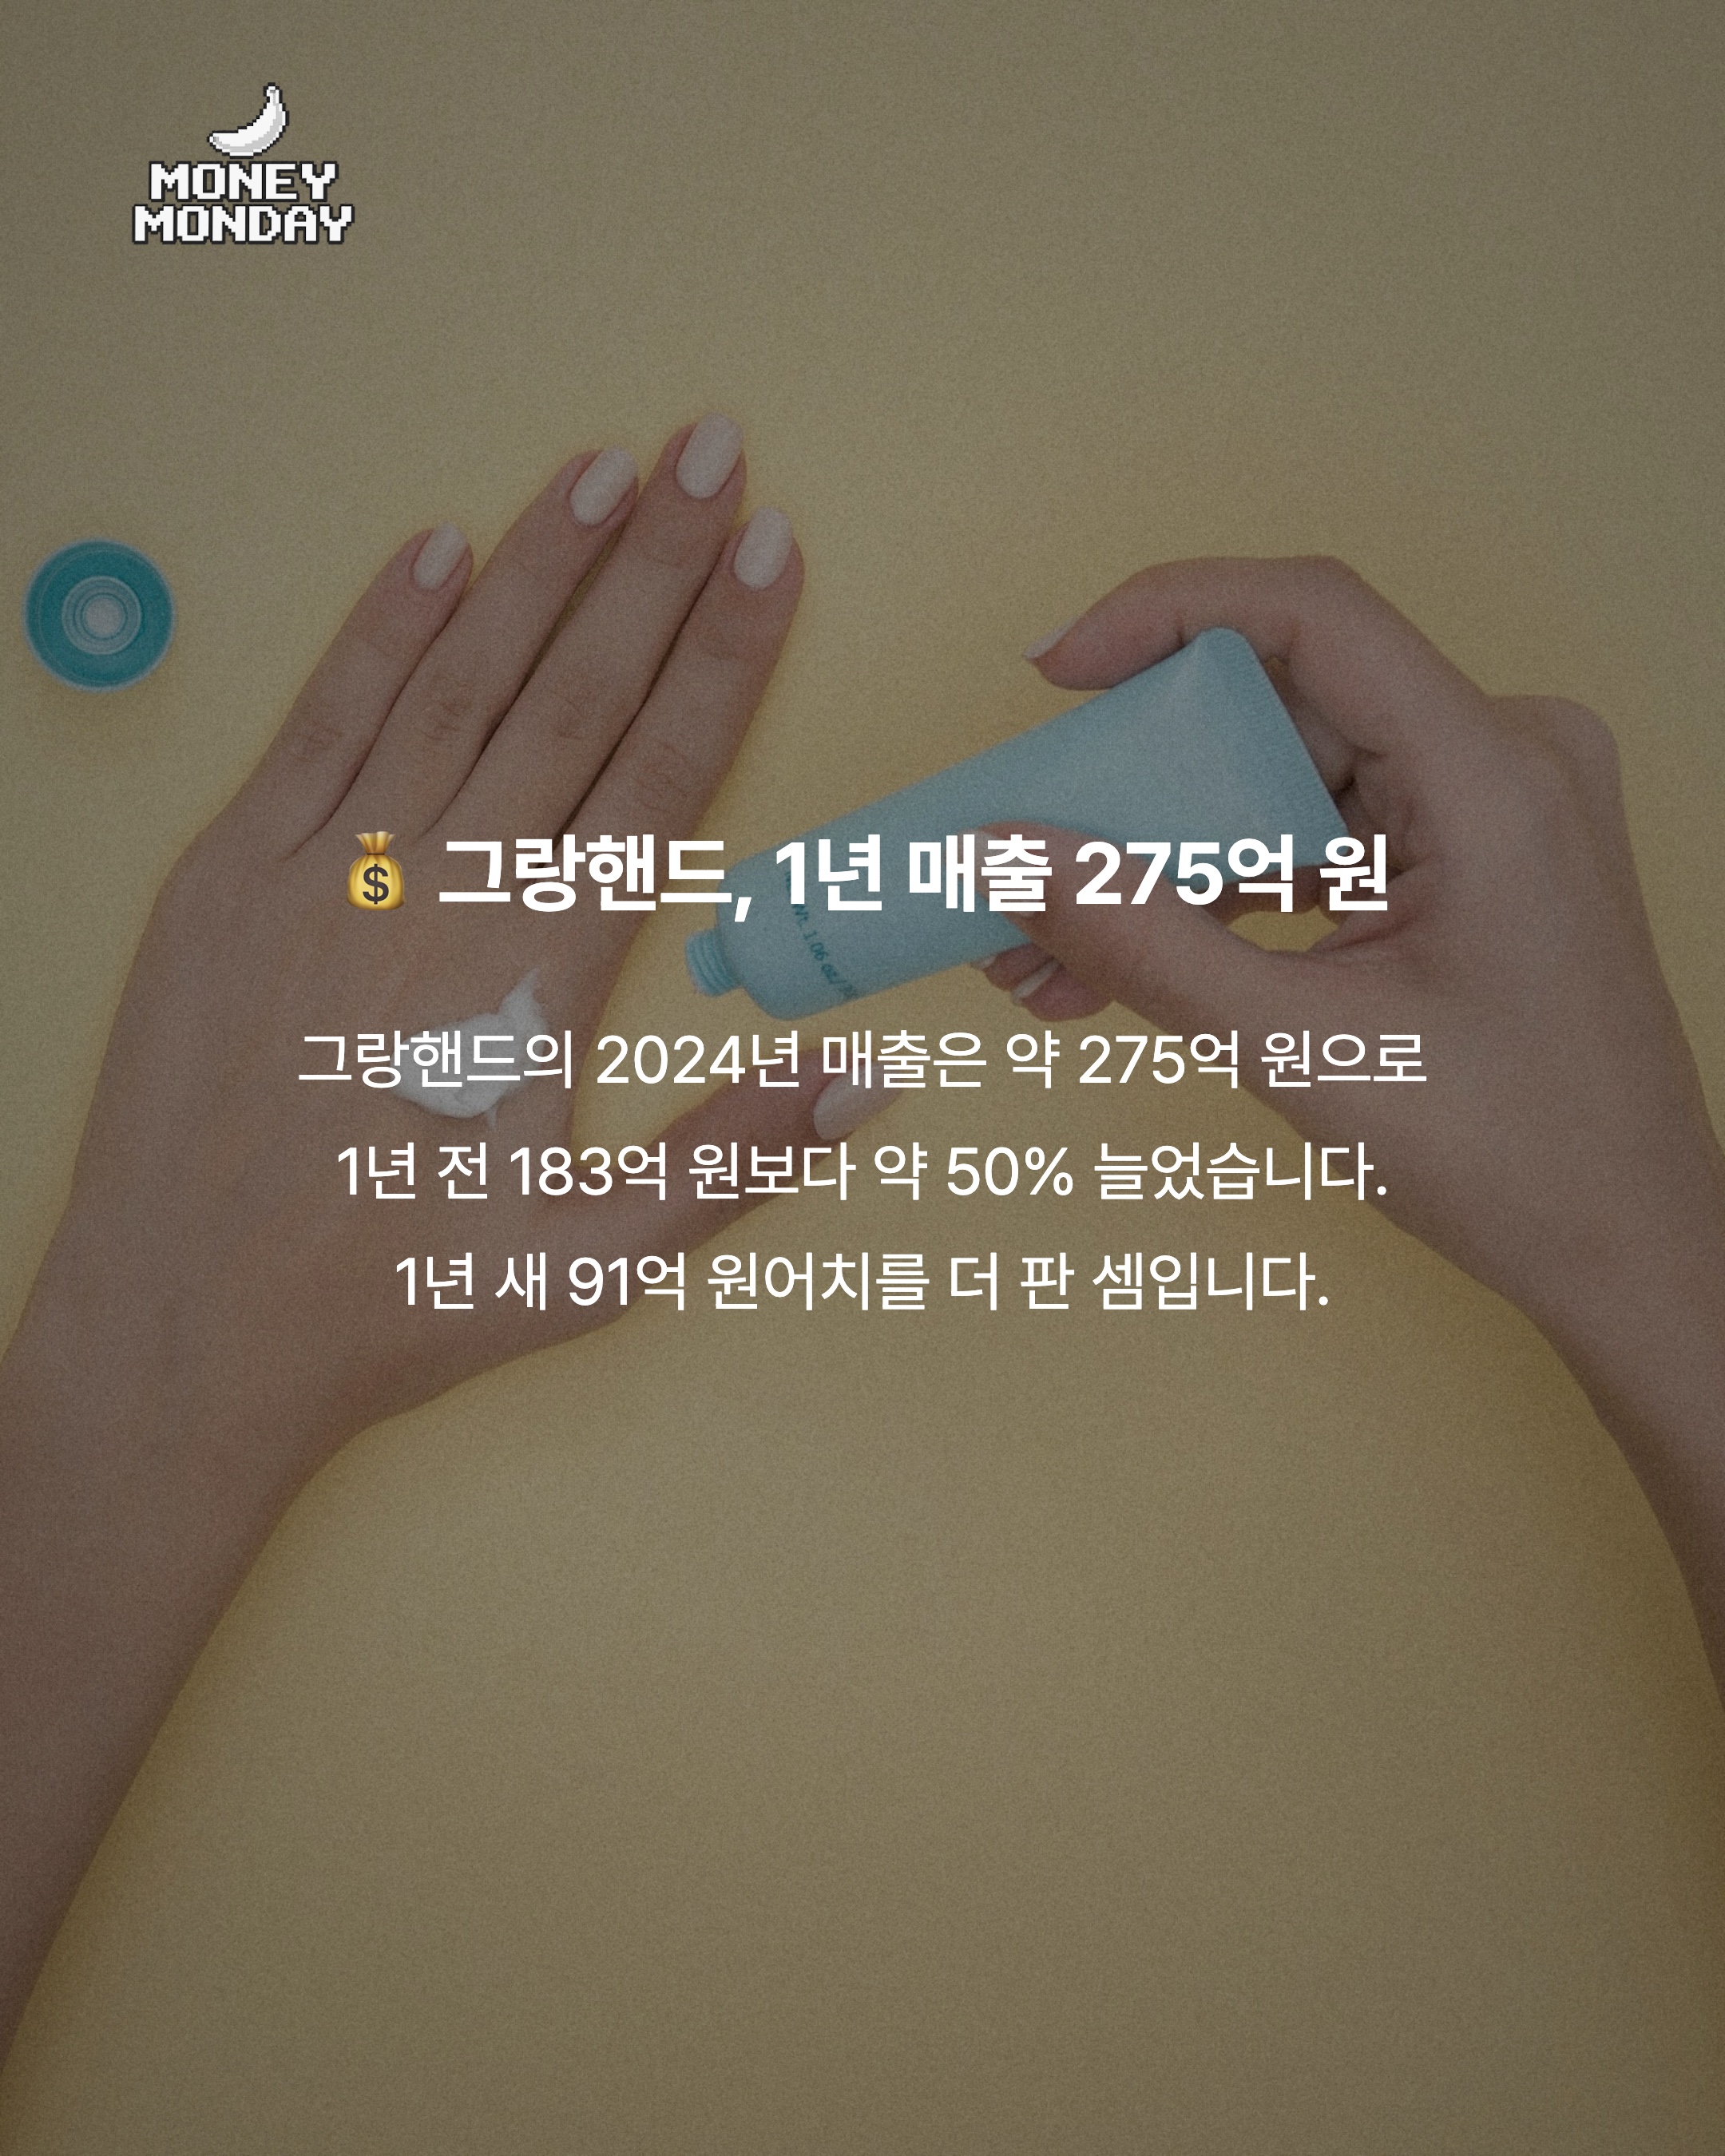 MONEY
MONDAY
💰 그랑핸드, 1년 매출 275억 원
1.06 oz/
그랑핸드의 2024년 매출은 약 275억 원으로
1년 전 183억 원보다 약 50% 늘었습니다.
1년 새 91억 원어치를 더 판 셈입니다.